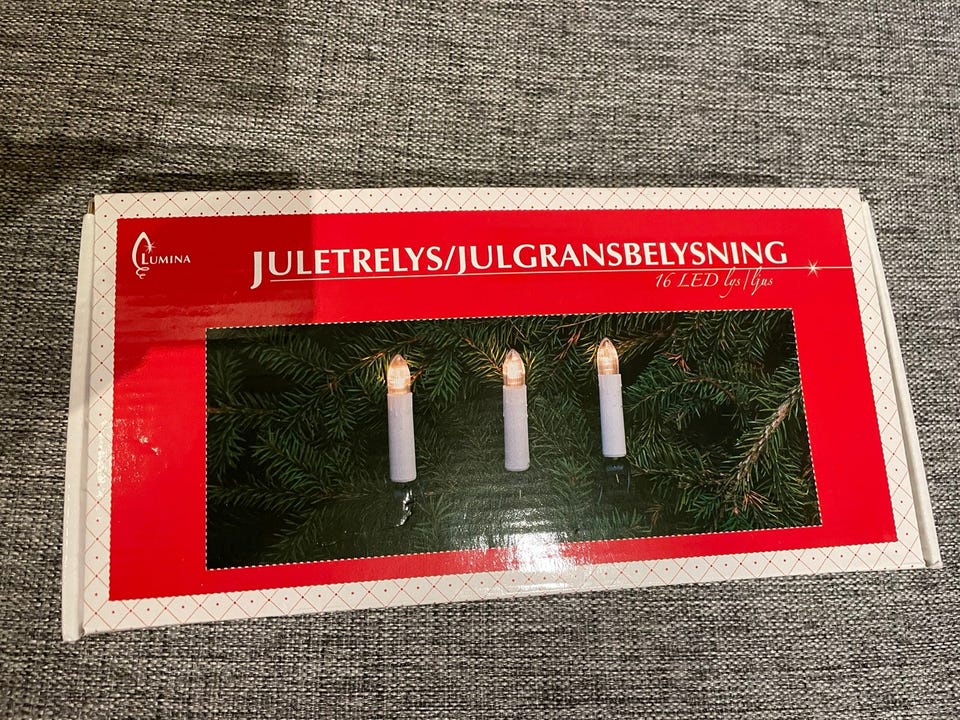 LUMINA
JULETRELYS/JULGRANSBELYSNING
16 LED lys/ljus